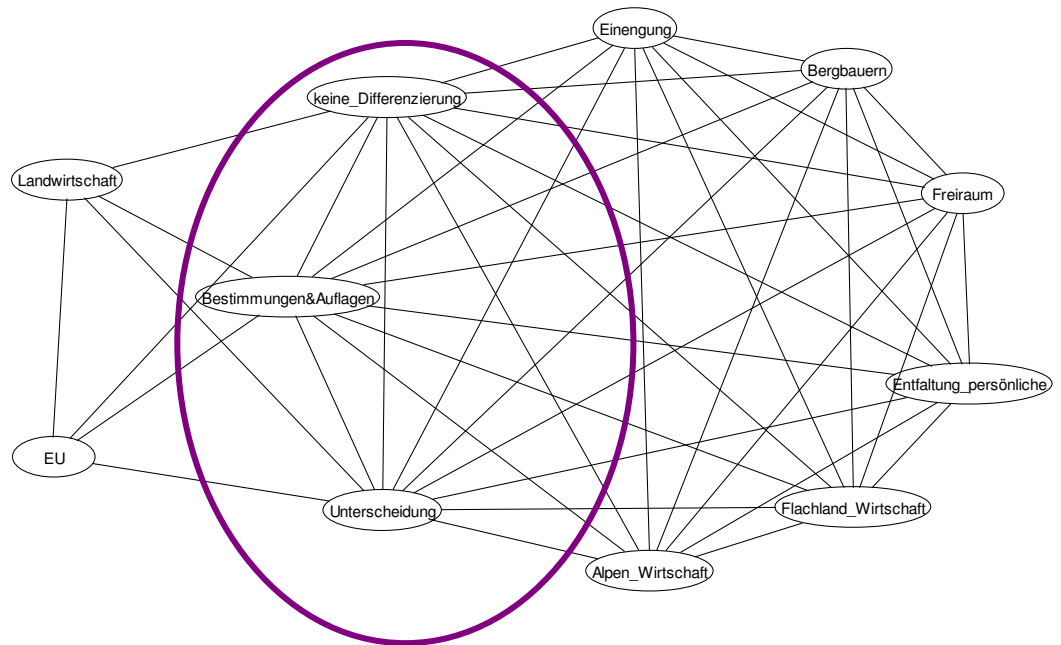 Einengung
Bergbauern
keine_Differenzierung
Landwirtschaft
Freiraum
Bestimmungen&Auflagen
Entfaltung_persönliche
EU
Unterscheidung
Flachland_Wirtschaft
Alpen_Wirtschaft